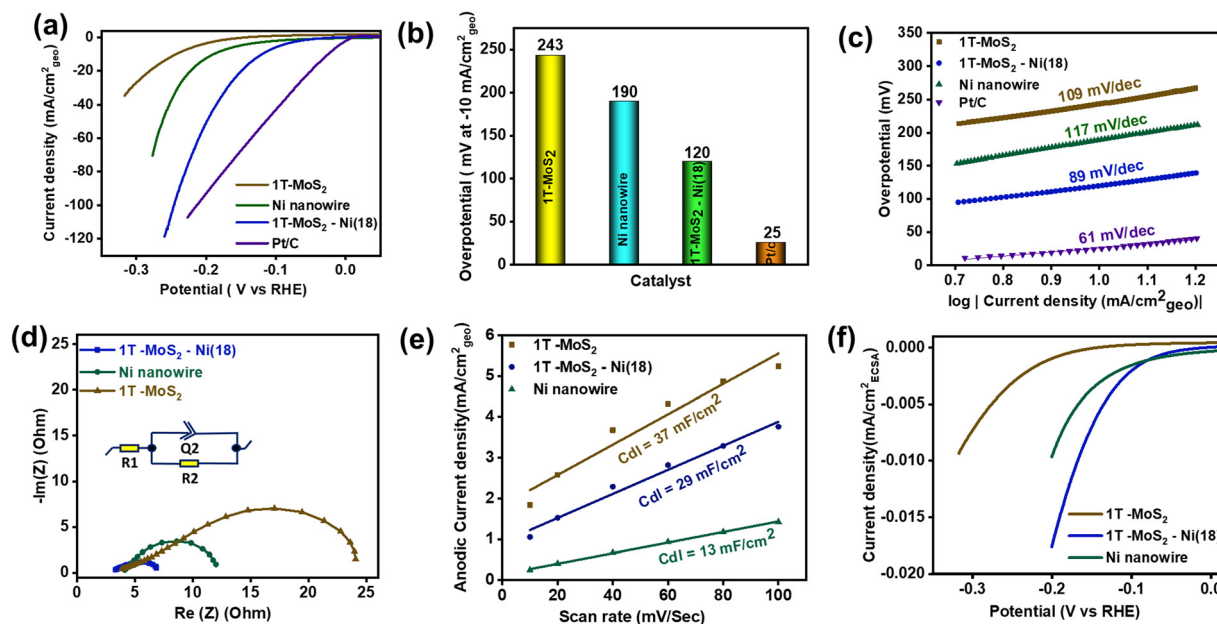 (a)
0
-20
-40
-60
-80
-100
-120
Current density (mA/cm²geo)
1T-MoS₂
Ni nanowire
1T-MoS₂ - Ni(18)
Pt/C
-0.3
-0.2
-0.1
0.0
Potential ( V vs RHE)
(b)
250
200
150
100
50
0
Overpotential ( mV at -10 mA/cm²geo)
243
190
120
25
1T-MoS₂
Ni nanowire
1T-MoS₂ - Ni(18)
Pt/c
Catalyst
(c)
1T-MoS₂
1T-MoS₂ - Ni(18)
Ni nanowire
Pt/C
350
300
250
200
150
100
50
0
Overpotential (mV)
109 mV/dec
117 mV/dec
89 mV/dec
61 mV/dec
0.7
0.8
0.9
1.0
1.1
1.2
log | Current density (mA/cm²geo)|
(d)
1T -MoS₂ - Ni(18)
Ni nanowire
1T -MoS₂
25
20
15
10
5
0
-Im(Z) (Ohm)
R1
Q2
R2
0
5
10
15
20
25
Re (Z) (Ohm)
(e)
1T -MoS₂
1T -MoS₂ - Ni(18)
Ni nanowire
6
5
4
3
2
1
0
Anodic Current density(mA/cm²geo)
Cdl = 37 mF/cm²
Cdl = 29 mF/cm²
Cdl = 13 mF/cm²
0
20
40
60
80
100
Scan rate (mV/Sec)
(f)
0.000
-0.005
-0.010
-0.015
-0.020
Current density(mA/cm²ECSA)
1T -MoS₂
1T -MoS₂ - Ni(18)
Ni nanowire
-0.4
-0.3
-0.2
-0.1
0.0
Potential (V vs RHE)